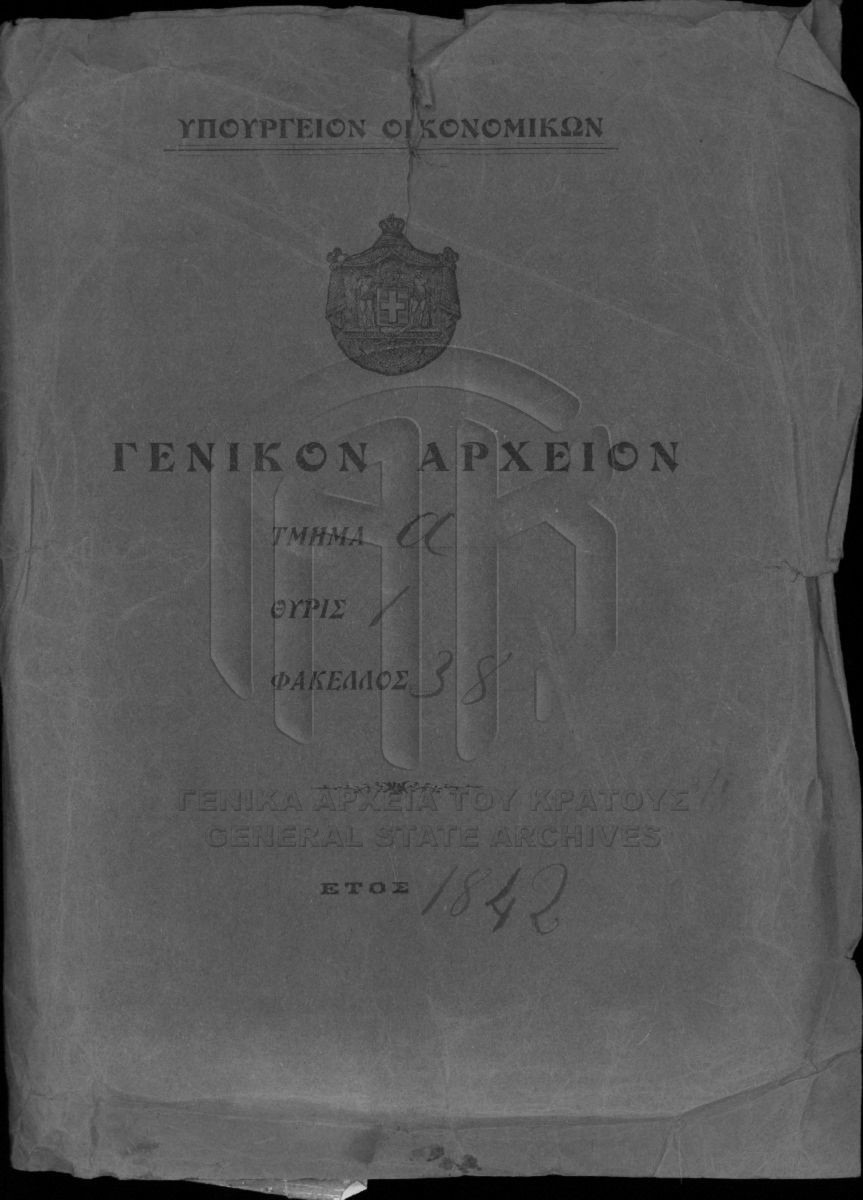 ΥΠΟΥΡΓΕΙΟΝ ΟΙΚΟΝΟΜΙΚΩΝ
ΓΕΝΙΚΟΝ ΑΡΧΕΙΟΝ
ΤΜΗΜΑ α
ΘΥΡΙΣ 1
ΦΑΚΕΛΛΟΣ 38
ΓΕΝΙΚΑ ΑΡΧΕΙΑ ΤΟΥ ΚΡΑΤΟΥΣ
GENERAL STATE ARCHIVES
ΕΤΟΣ 1842